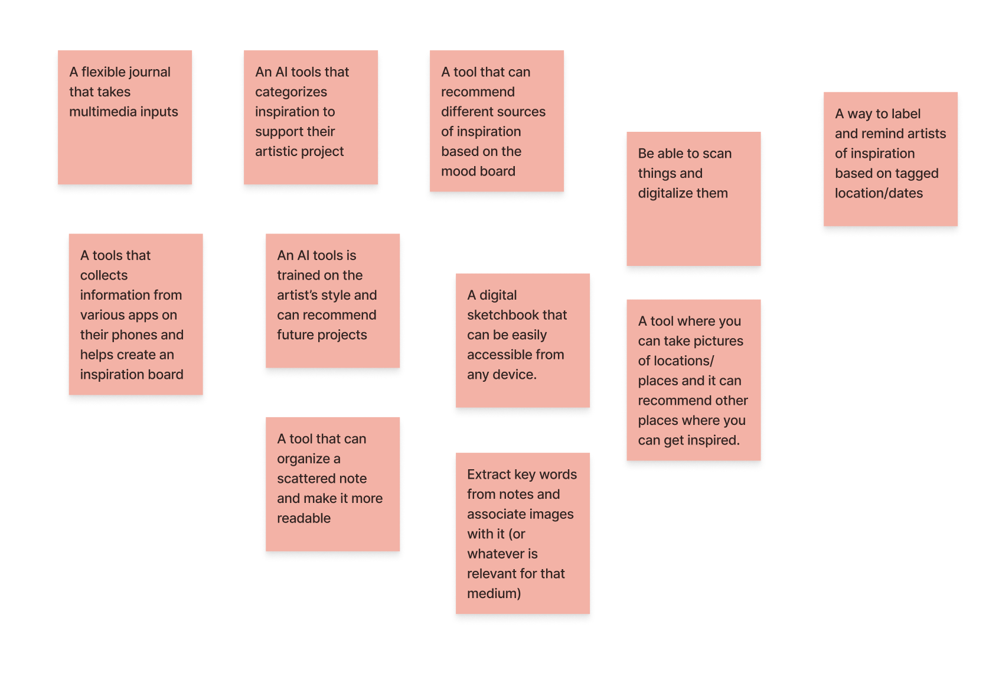 A flexible journal
that takes
multimedia inputs
An AI tools that
categorizes
inspiration to
support their
artistic project
A tool that can
recommend
different sources
of inspiration
based on the
mood board
Be able to scan
things and
digitalize them
A way to label
and remind artists
of inspiration
based on tagged
location/dates
A tools that
collects
information from
various apps on
their phones and
helps create an
inspiration board
An AI tools is
trained on the
artist’s style and
can recommend
future projects
A digital
sketchbook that
can be easily
accessible from
any device.
A tool where you
can take pictures
of locations/
places and it can
recommend other
places where you
can get inspired.
A tool that can
organize a
scattered note
and make it more
readable
Extract key words
from notes and
associate images
with it (or
whatever is
relevant for that
medium)